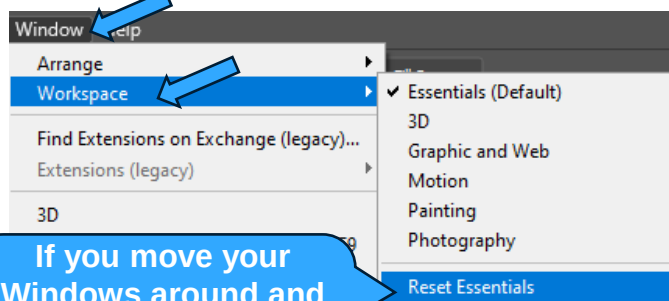 Window
Arrange
Workspace
Find Extensions on Exchange (legacy)...
Extensions (legacy)
3D
Essentials (Default)
3D
Graphic and Web
Motion
Painting
Photography
Reset Essentials
If you move your
Windows around and